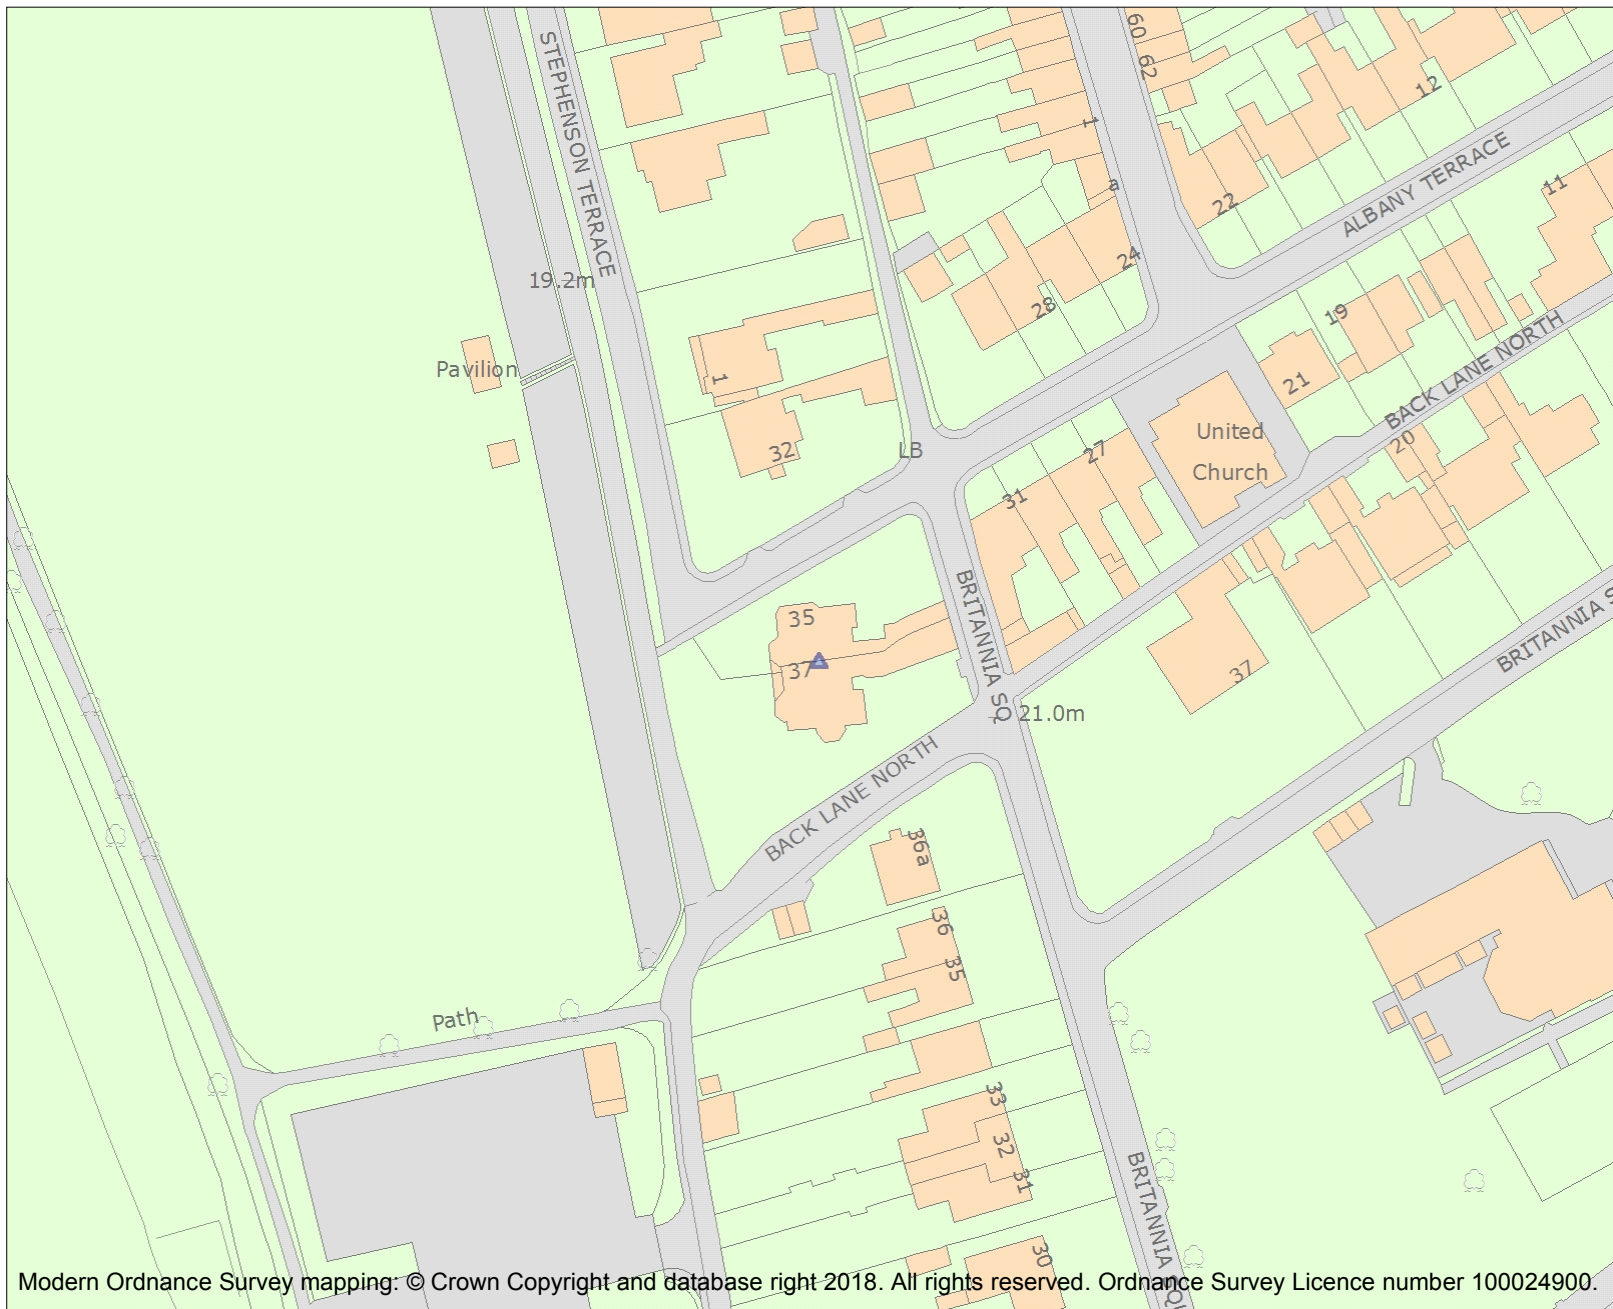 60
62
STEPHENSON TERRACE
12
1
a
22
ALBANY TERRACE
11
24
19.2m
28
19
BACK LANE NORTH
Pavilion
1
21
32
LB
27
United
Church
20
31
BRITANNIA SQ
35
37
37
BRITANNIA S
21.0m
BACK LANE NORTH
36a
36
35
Path
33
32
31
BRITANNIA SQU
30
Modern Ordnance Survey mapping: © Crown Copyright and database right 2018. All rights reserved. Ordnance Survey Licence number 100024900.